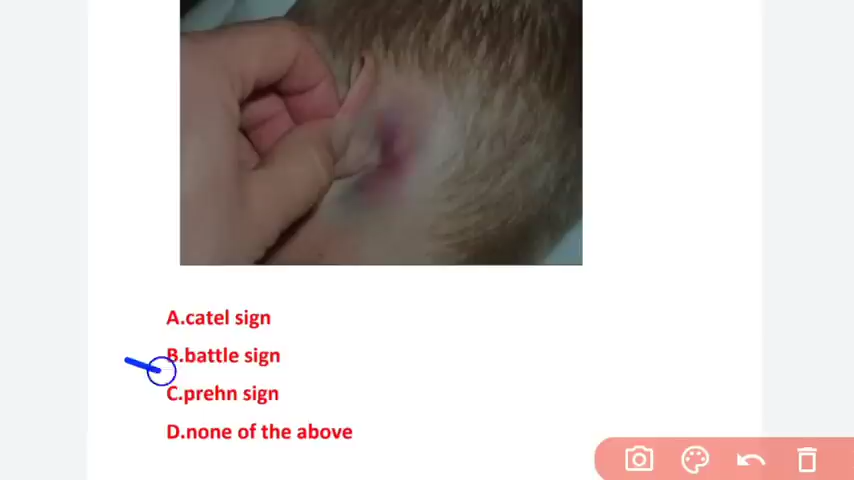 A.catel sign
B.battle sign
C.prehn sign
D.none of the above